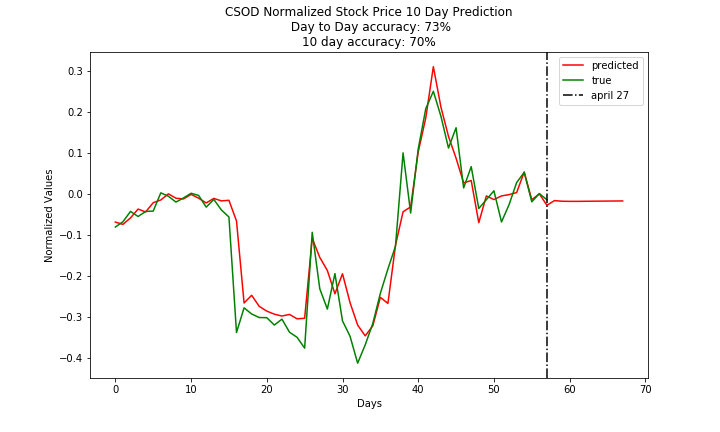 CSOD Normalized Stock Price 10 Day Prediction
Day to Day accuracy: 73%
10 day accuracy: 70%
predicted
true
april 27
Normalized Values
0.3
0.2
0.1
0.0
−0.1
−0.2
−0.3
−0.4
0 10 20 30 40 50 60 70
Days